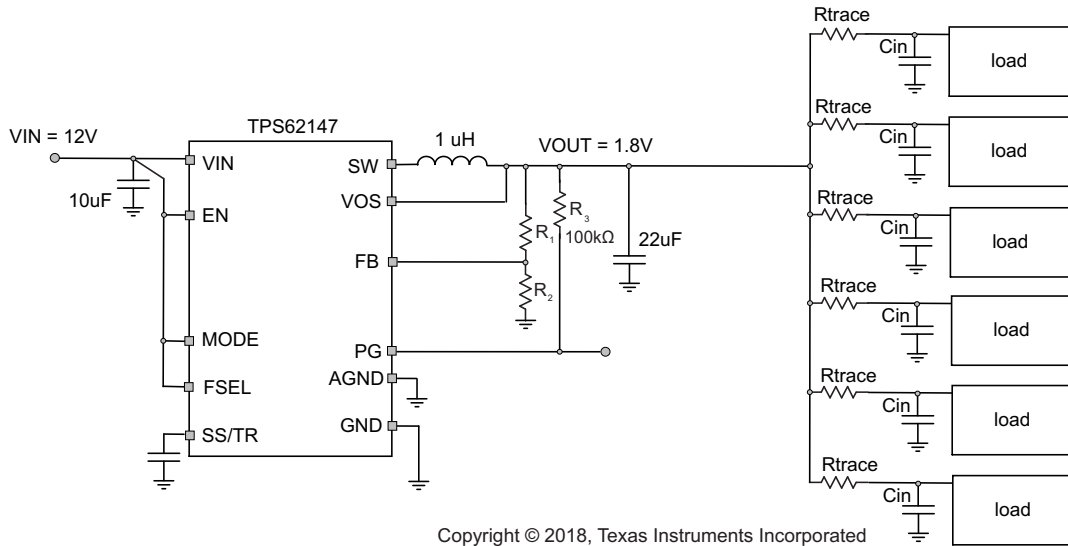 TPS62147
VIN = 12V
10uF
VIN
EN
MODE
FSEL
SS/TR
SW
VOS
FB
PG
AGND
GND
1 uH
VOUT = 1.8V
R1
R2
R3
100kΩ
22uF
Rtrace
Cin
load
Rtrace
Cin
load
Rtrace
Cin
load
Rtrace
Cin
load
Rtrace
Cin
load
Rtrace
Cin
load
Copyright © 2018, Texas Instruments Incorporated